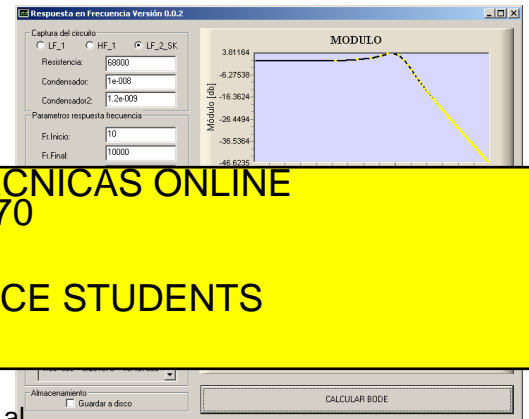 Respuesta en Frecuencia Versión 0.0.2
Captura del circuito
LF_1 HF_1 LF_2_SK
Resistencia: 68000
Condensador: 1e-008
Condensador2: 1.2e-009
Parametros respuesta frecuencia
Fr.Inicio: 10
Fr.Final: 10000
MODULO
Módulo [db]
3.81164
-6.27538
-16.3624
-26.4494
-36.5364
-46.6235
CNICAS ONLINE
70
CE STUDENTS
Almacenamiento
Guardar a disco
CALCULAR BODE
al